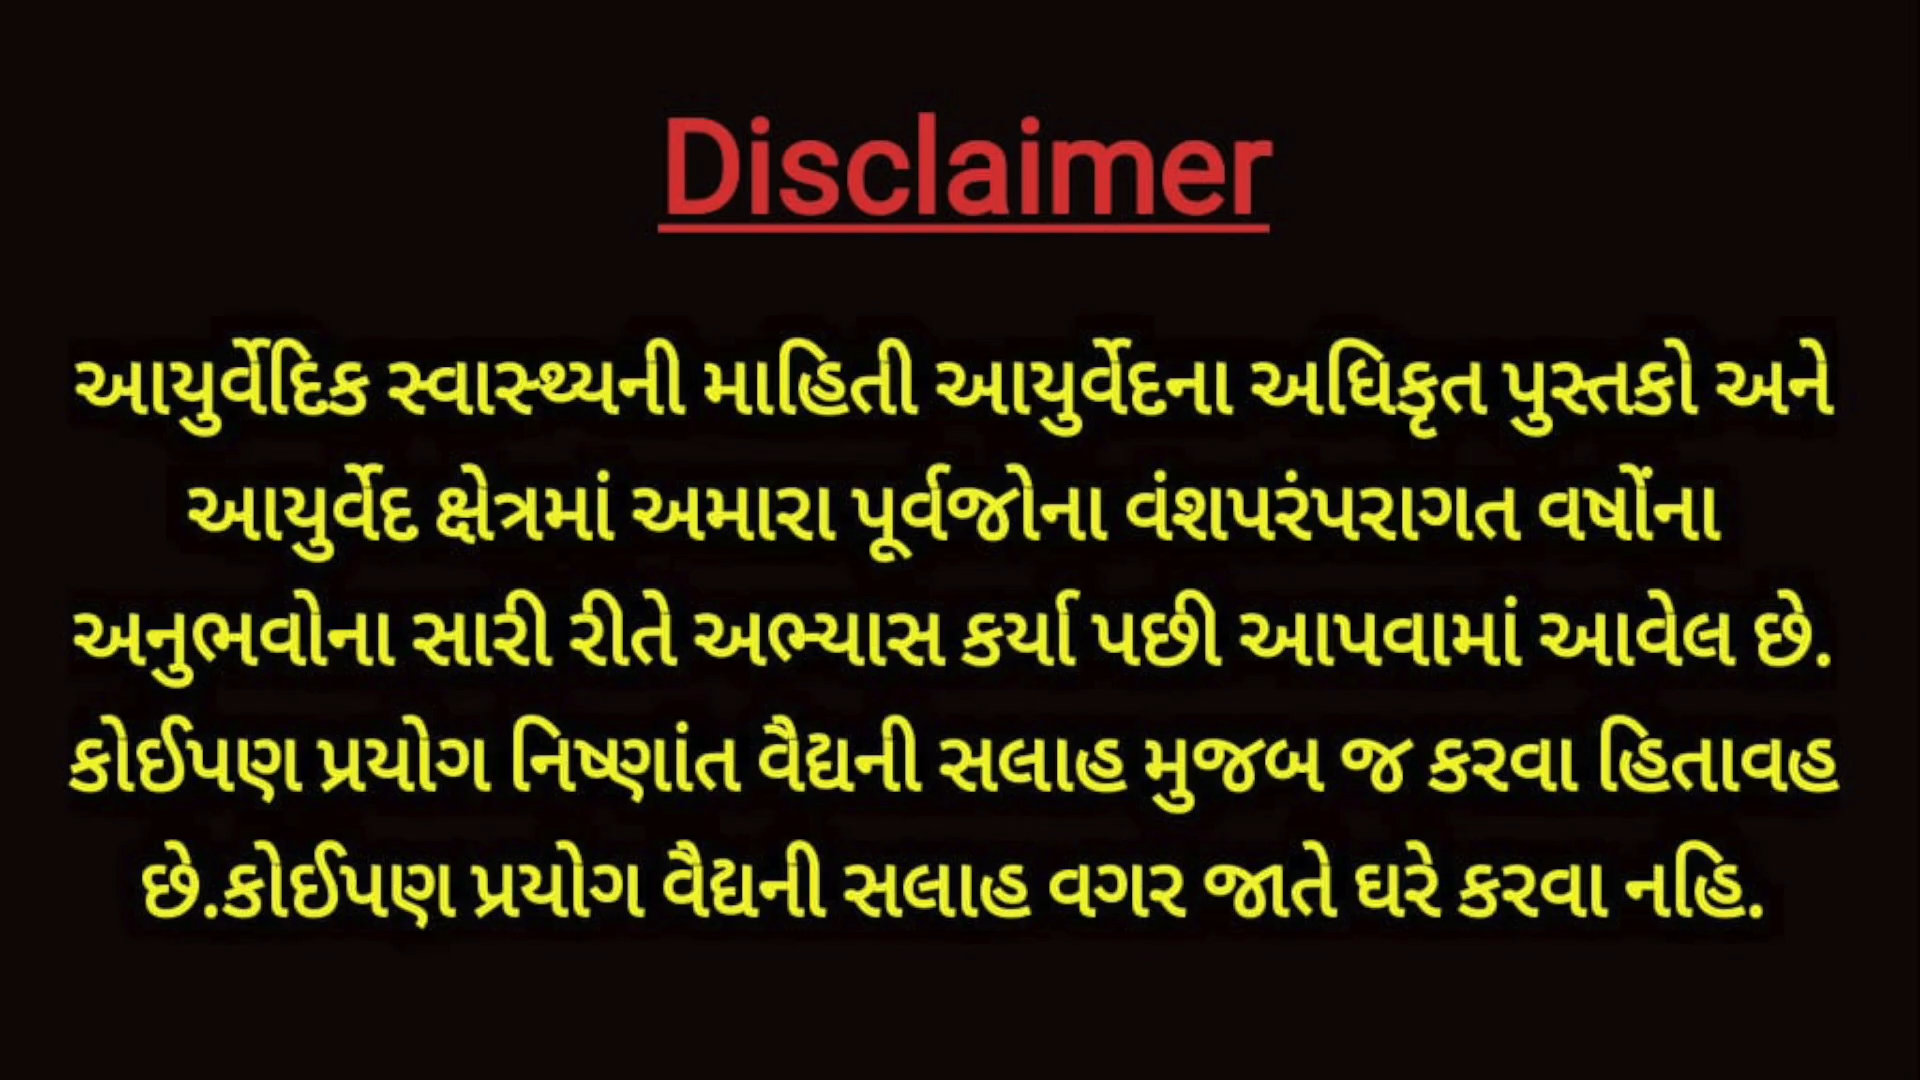 Disclaimer
આયુર્વેદિક સ્વાસ્થ્યની માહિતી આયુર્વેદના અધિકૃત પુસ્તકો અને
આયુર્વેદ ક્ષેત્રમાં અમારા પૂર્વજોના વંશપરંપરાગત વર્ષોંના
અનુભવોના સારી રીતે અભ્યાસ કર્યા પછી આપવામાં આવેલ છે.
કોઈપણ પ્રયોગ નિષ્ણાંત વૈદ્યની સલાહ મુજબ જ કરવા હિતાવહ
છે.કોઈપણ પ્રયોગ વૈદ્યની સલાહ વગર જાતે ઘરે કરવા નહિ.